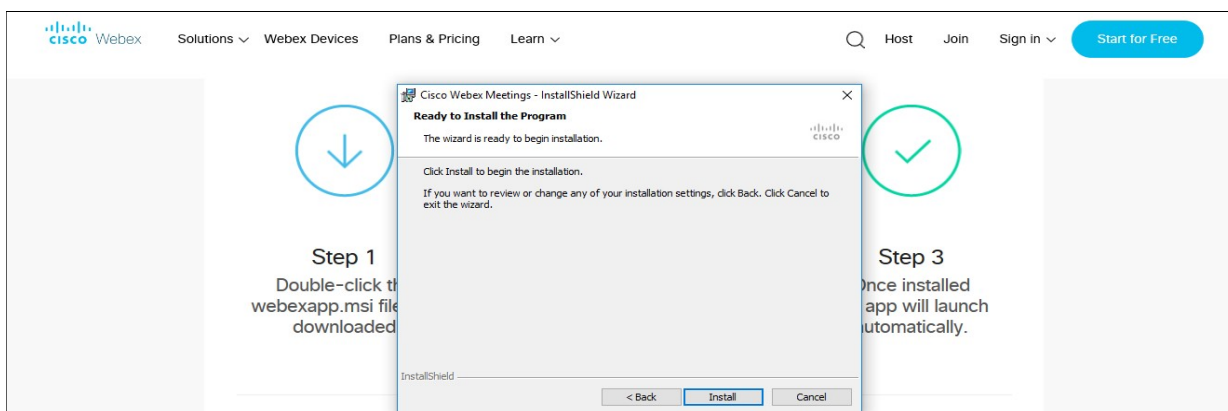 CISCO Webex Solutions Webex Devices Plans & Pricing Learn Host Join Sign in Start for Free
Cisco Webex Meetings - InstallShield Wizard
Ready to Install the Program
The wizard is ready to begin installation.
CISCO
Click Install to begin the installation.
If you want to review or change any of your installation settings, click Back. Click Cancel to
exit the wizard.
InstallShield
< Back Install Cancel
Step 1
Double-click
webexapp.msi
downloaded
Step 3
installed
app will launch